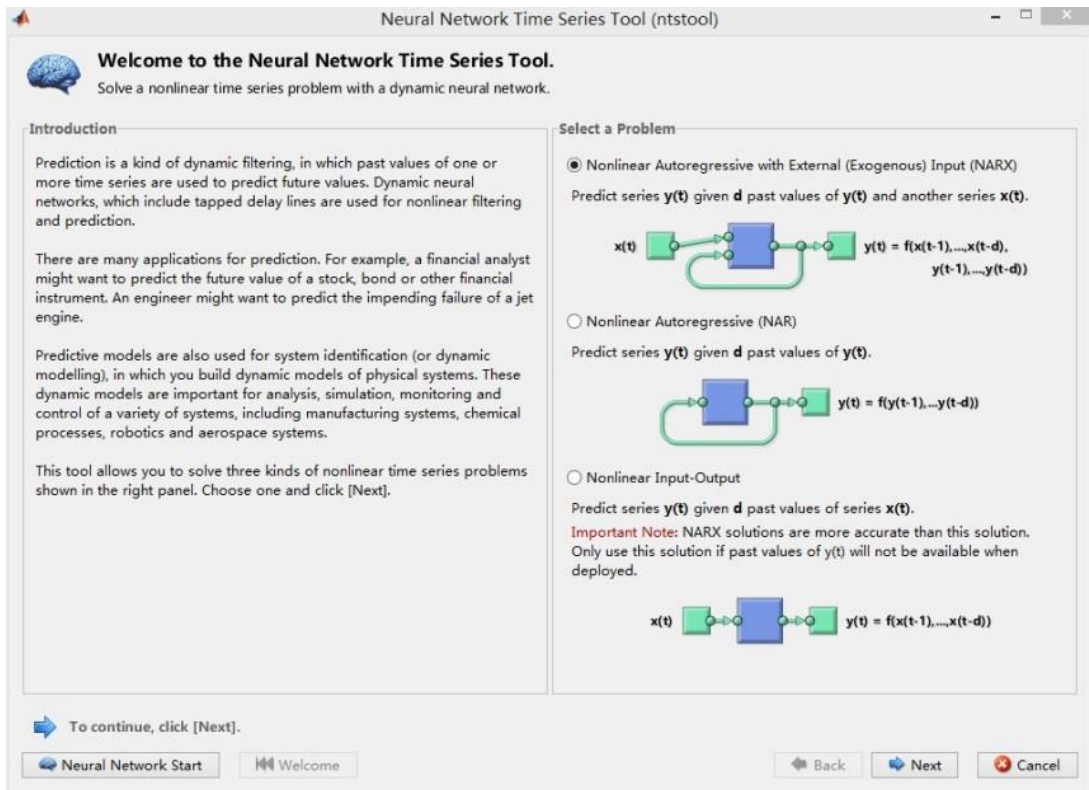 Neural Network Time Series Tool (ntstool)
Welcome to the Neural Network Time Series Tool.
Solve a nonlinear time series problem with a dynamic neural network.
Introduction
Prediction is a kind of dynamic filtering, in which past values of one or
more time series are used to predict future values. Dynamic neural
networks, which include tapped delay lines are used for nonlinear filtering
and prediction.
There are many applications for prediction. For example, a financial analyst
might want to predict the future value of a stock, bond or other financial
instrument. An engineer might want to predict the impending failure of a jet
engine.
Predictive models are also used for system identification (or dynamic
modelling), in which you build dynamic models of physical systems. These
dynamic models are important for analysis, simulation, monitoring and
control of a variety of systems, including manufacturing systems, chemical
processes, robotics and aerospace systems.
This tool allows you to solve three kinds of nonlinear time series problems
shown in the right panel. Choose one and click [Next].
Select a Problem
Nonlinear Autoregressive with External (Exogenous) Input (NARX)
Predict series y(t) given d past values of y(t) and another series x(t).
x(t)
y(t) = f(x(t-1),...,x(t-d),
y(t-1),...,y(t-d))
Nonlinear Autoregressive (NAR)
Predict series y(t) given d past values of y(t).
y(t) = f(y(t-1),...y(t-d))
Nonlinear Input-Output
Predict series y(t) given d past values of series x(t).
Important Note: NARX solutions are more accurate than this solution.
Only use this solution if past values of y(t) will not be available when
deployed.
x(t)
y(t) = f(x(t-1),...,x(t-d))
To continue, click [Next].
Neural Network Start
Welcome
Back
Next
Cancel